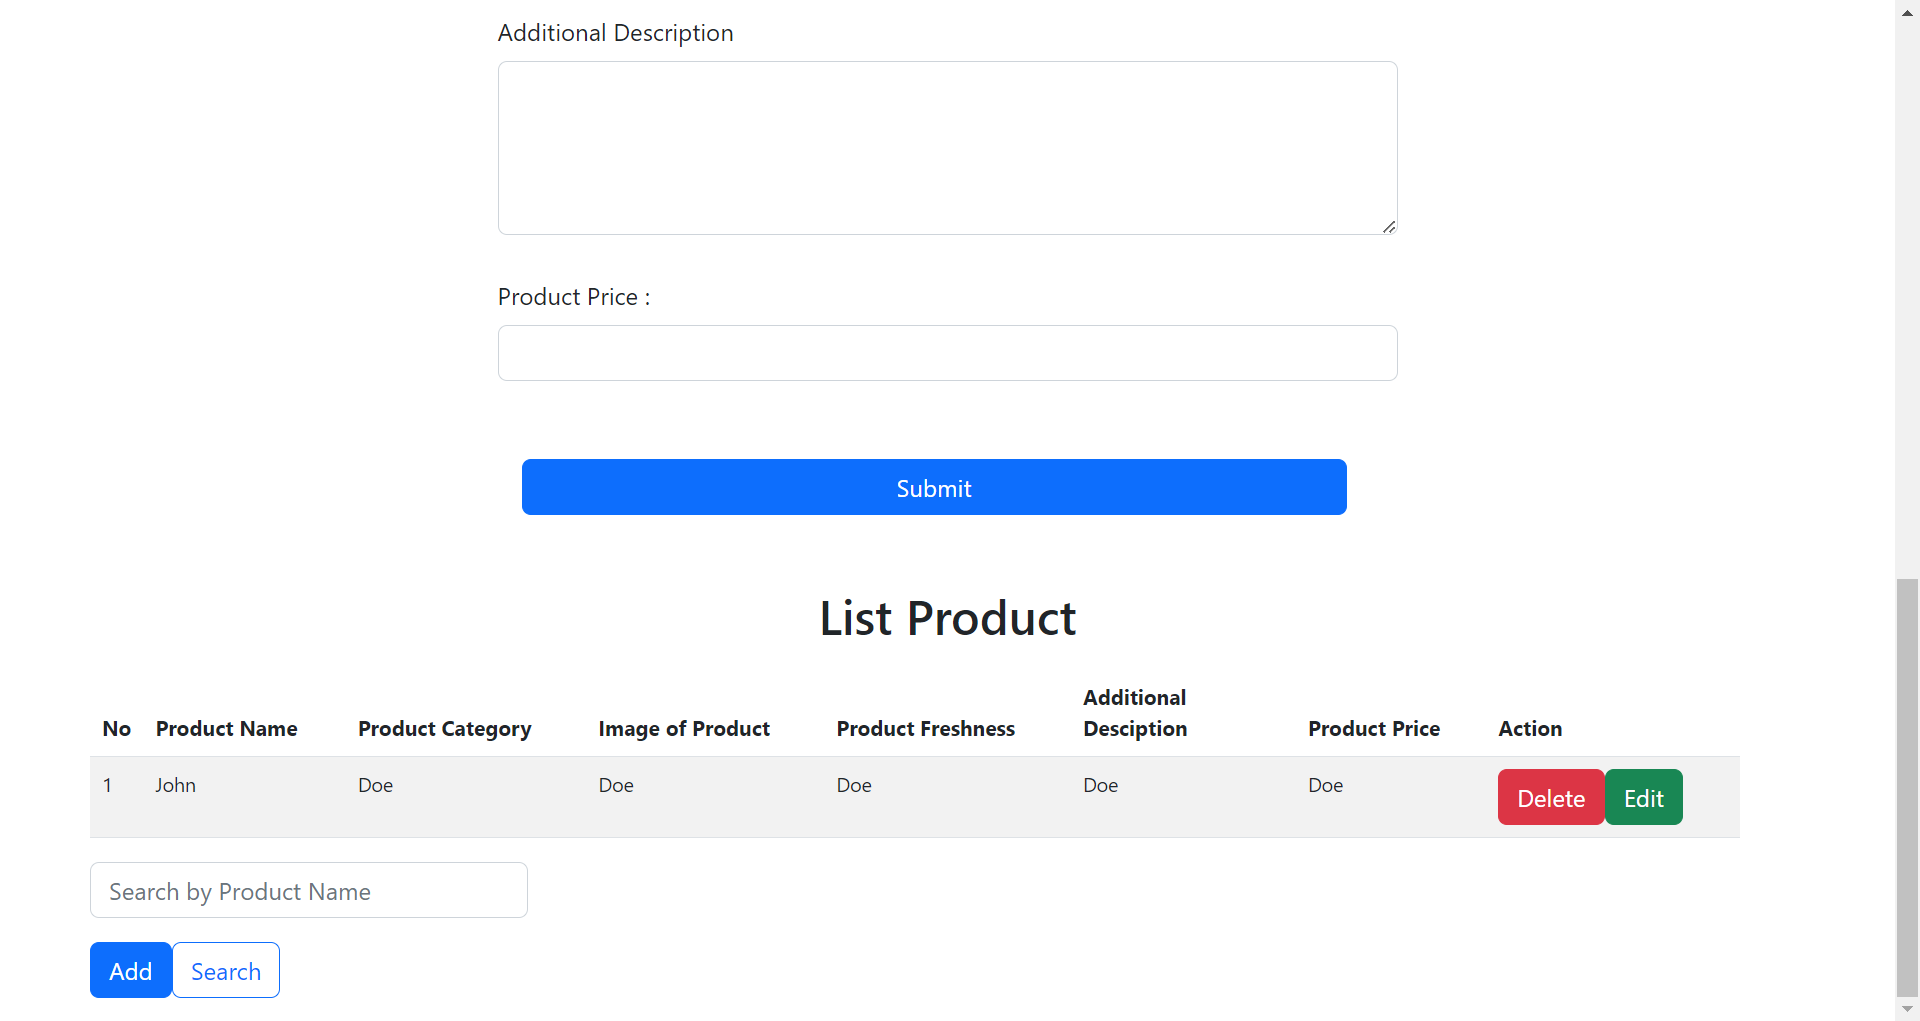 Additional Description
Product Price :
Submit
List Product
No Product Name Product Category Image of Product Product Freshness Additional Desciption Product Price Action
1 John Doe Doe Doe Doe Doe Delete Edit
Search by Product Name
Add Search